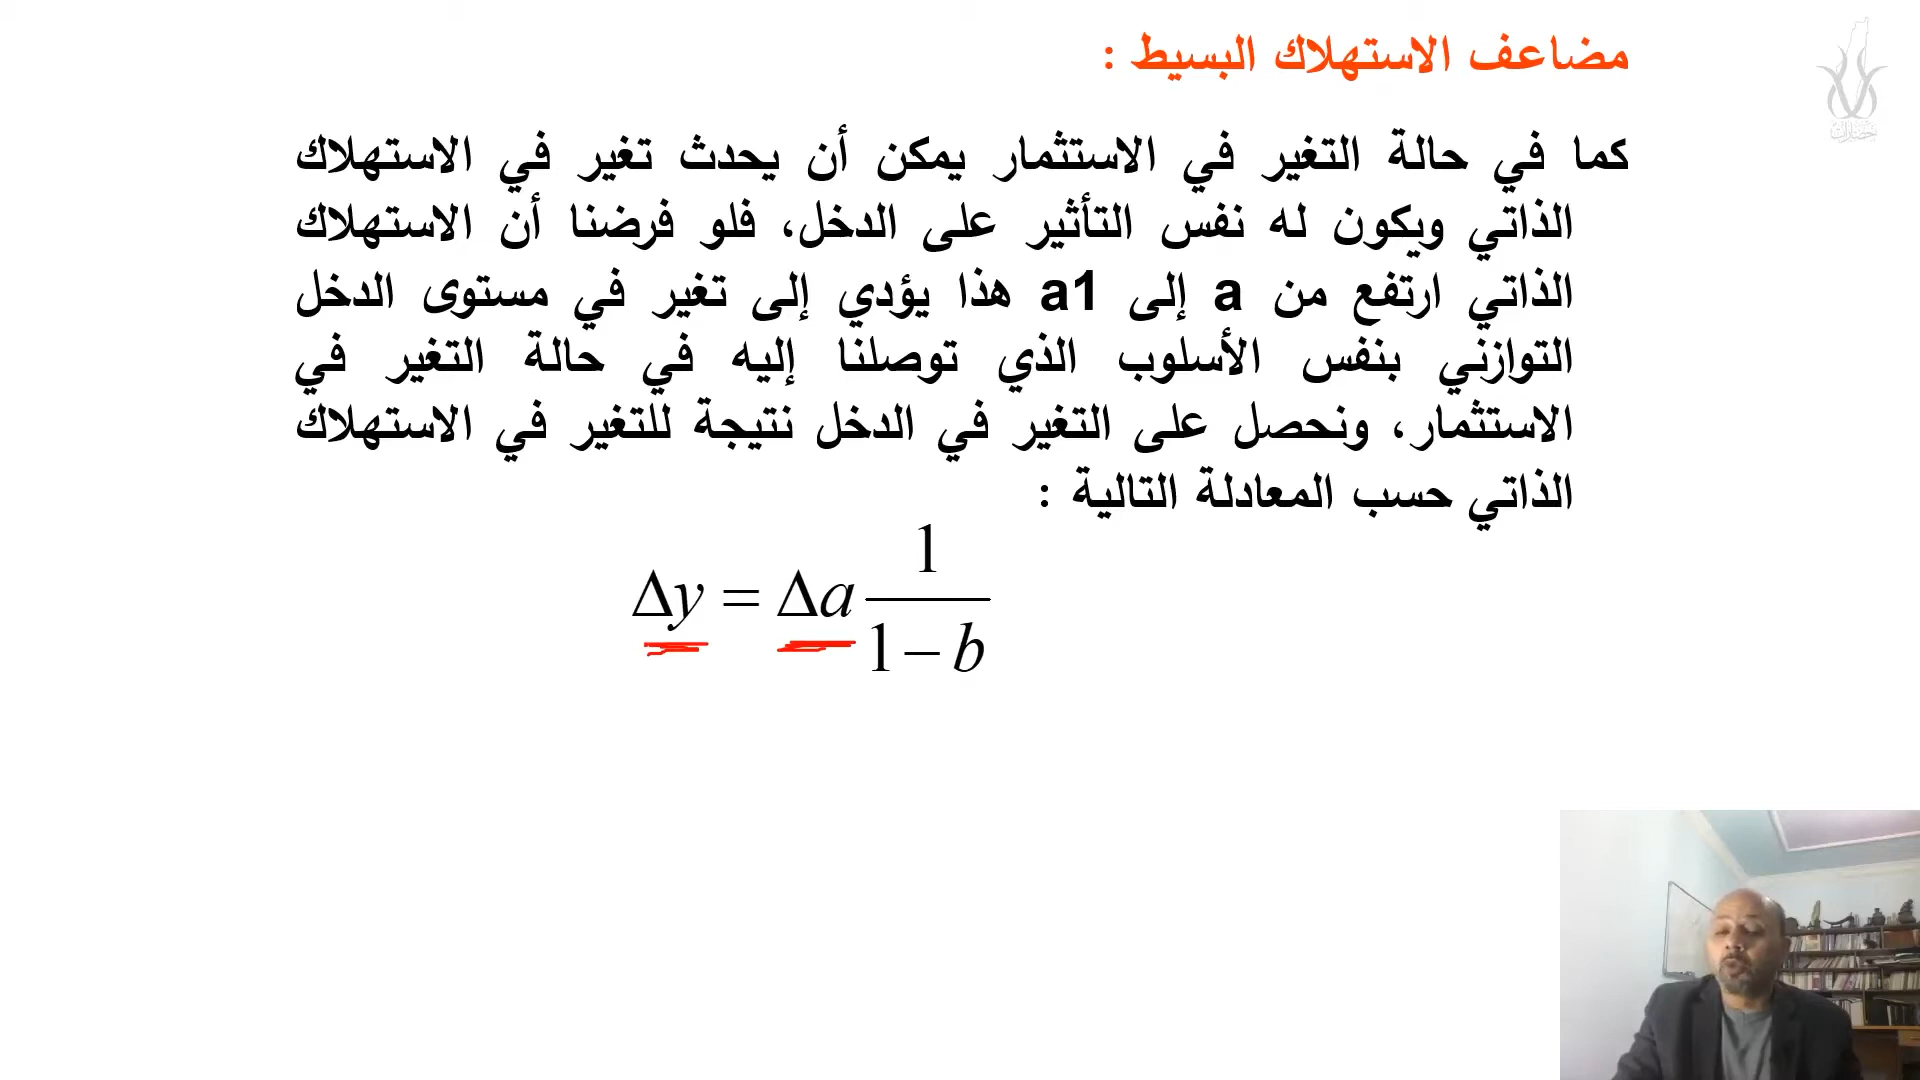 مضاعف الاستهلاك البسيط :
كما في حالة التغير في الاستثمار يمكن أن يحدث تغير في الاستهلاك
الذاتي ويكون له نفس التأثير على الدخل، فلو فرضنا أن الاستهلاك
الذاتي ارتفع من a إلى a1 هذا يؤدي إلى تغير في مستوى الدخل
التوازني بنفس الأسلوب الذي توصلنا إليه في حالة التغير في
الاستثمار، ونحصل على التغير في الدخل نتيجة للتغير في الاستهلاك
الذاتي حسب المعادلة التالية :
Δy = Δa 1/(1 − b)